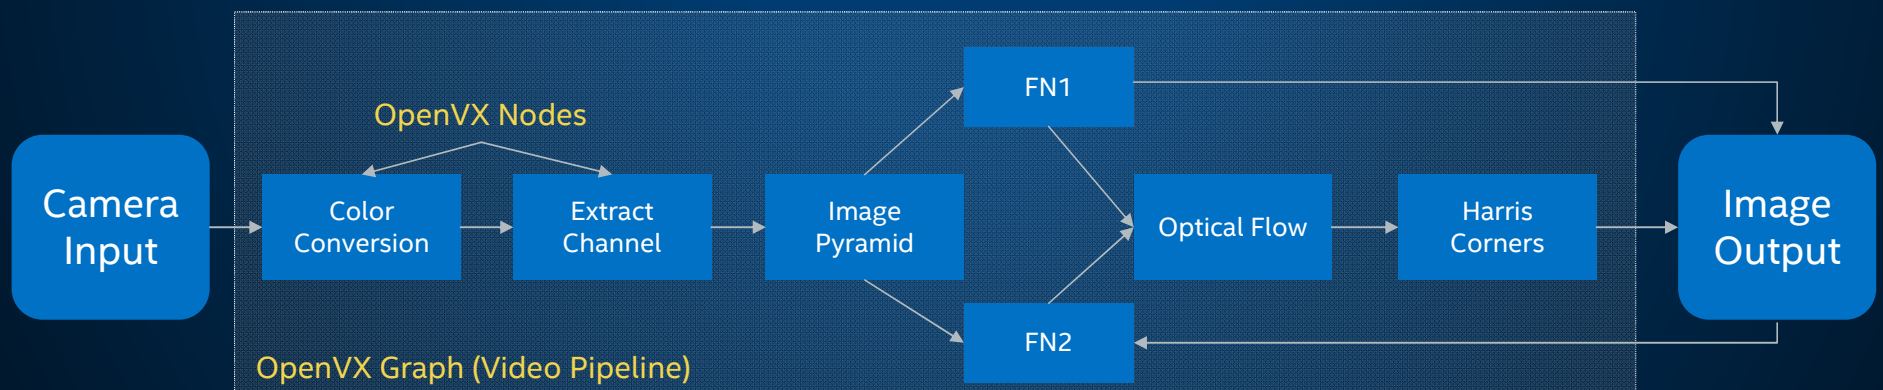 FN1
OpenVX Nodes
Camera
Input
Color
Conversion
Extract
Channel
Image
Pyramid
Optical Flow
Harris
Corners
Image
Output
FN2
OpenVX Graph (Video Pipeline)